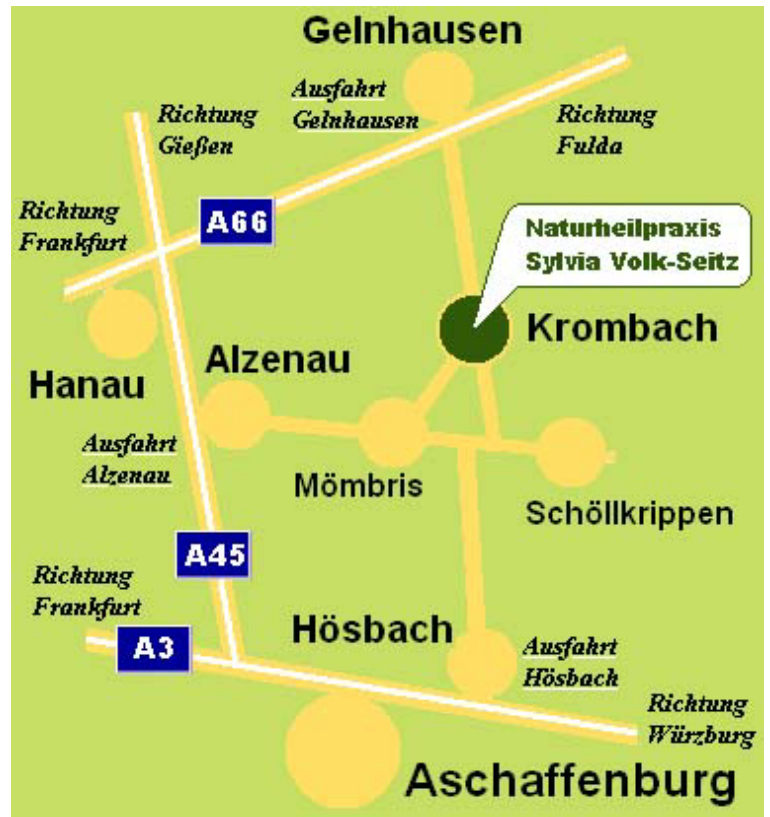 Gelnhausen
Ausfahrt
Gelnhausen
Richtung
Gießen
Richtung
Fulda
Richtung
Frankfurt
A66
Naturheilpraxis
Sylvia Volk-Seitz
Krombach
Hanau
Alzenau
Ausfahrt
Alzenau
Mömbris
Schöllkrippen
A45
Richtung
Frankfurt
A3
Hösbach
Ausfahrt
Hösbach
Richtung
Würzburg
Aschaffenburg